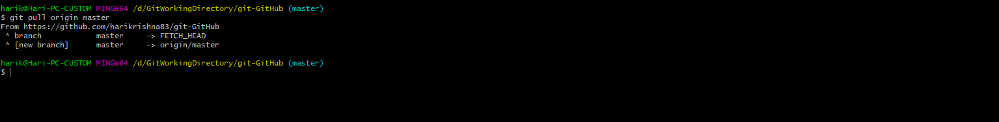 harik@Hari-PC-CUSTOM MINGW64 /d/GitWorkingDirectory/git-GitHub (master)
$ git pull origin master
From https://github.com/harikrishna83/git-GitHub
 * branch            master     -> FETCH_HEAD
 * [new branch]      master     -> origin/master
harik@Hari-PC-CUSTOM MINGW64 /d/GitWorkingDirectory/git-GitHub (master)
$